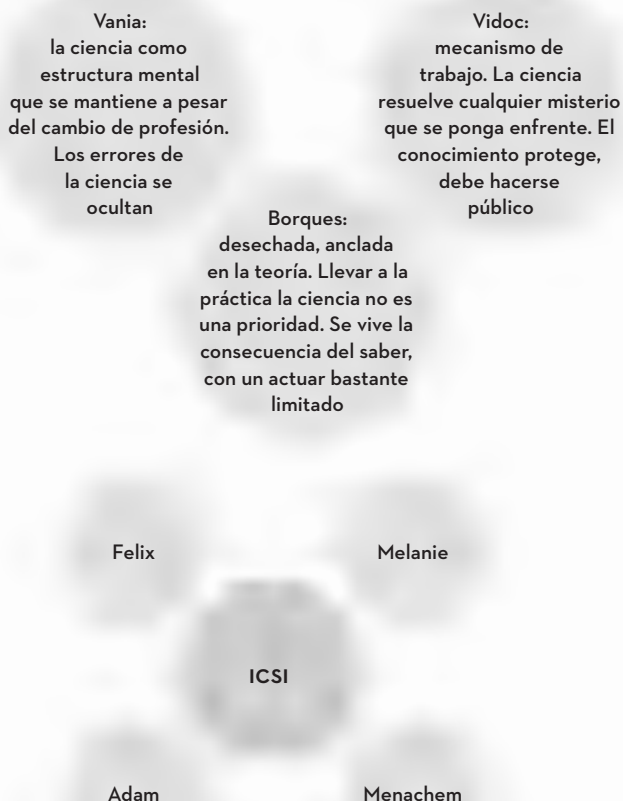 Vania:
la ciencia como
estructura mental
que se mantiene a pesar
del cambio de profesión.
Los errores de
la ciencia se
ocultan
Vidoc:
mecanismo de
trabajo. La ciencia
resuelve cualquier misterio
que se ponga enfrente. El
conocimiento protege,
debe hacerse
público
Borques:
desechada, anclada
en la teoría. Llevar a la
práctica la ciencia no es
una prioridad. Se vive la
consecuencia del saber,
con un actuar bastante
limitado
Felix
Melanie
ICSI
Adam
Menachem